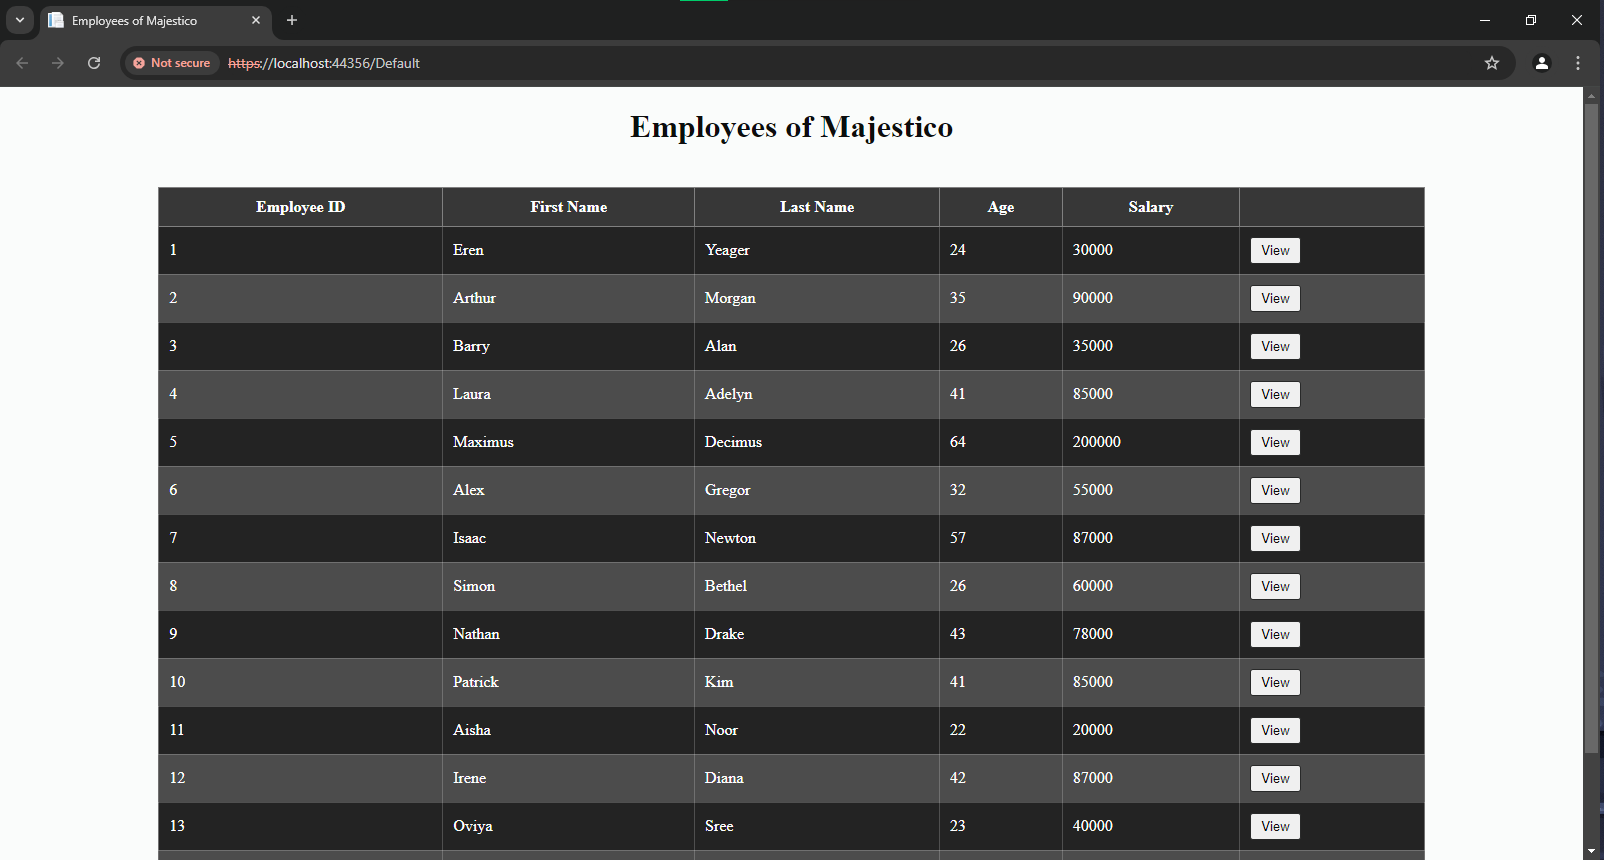 Employees of Majestico
Not secure https://localhost:44356/Default
Employees of Majestico
Employee ID First Name Last Name Age Salary
1 Eren Yeager 24 30000 View
2 Arthur Morgan 35 90000 View
3 Barry Alan 26 35000 View
4 Laura Adelyn 41 85000 View
5 Maximus Decimus 64 200000 View
6 Alex Gregor 32 55000 View
7 Isaac Newton 57 87000 View
8 Simon Bethel 26 60000 View
9 Nathan Drake 43 78000 View
10 Patrick Kim 41 85000 View
11 Aisha Noor 22 20000 View
12 Irene Diana 42 87000 View
13 Oviya Sree 23 40000 View